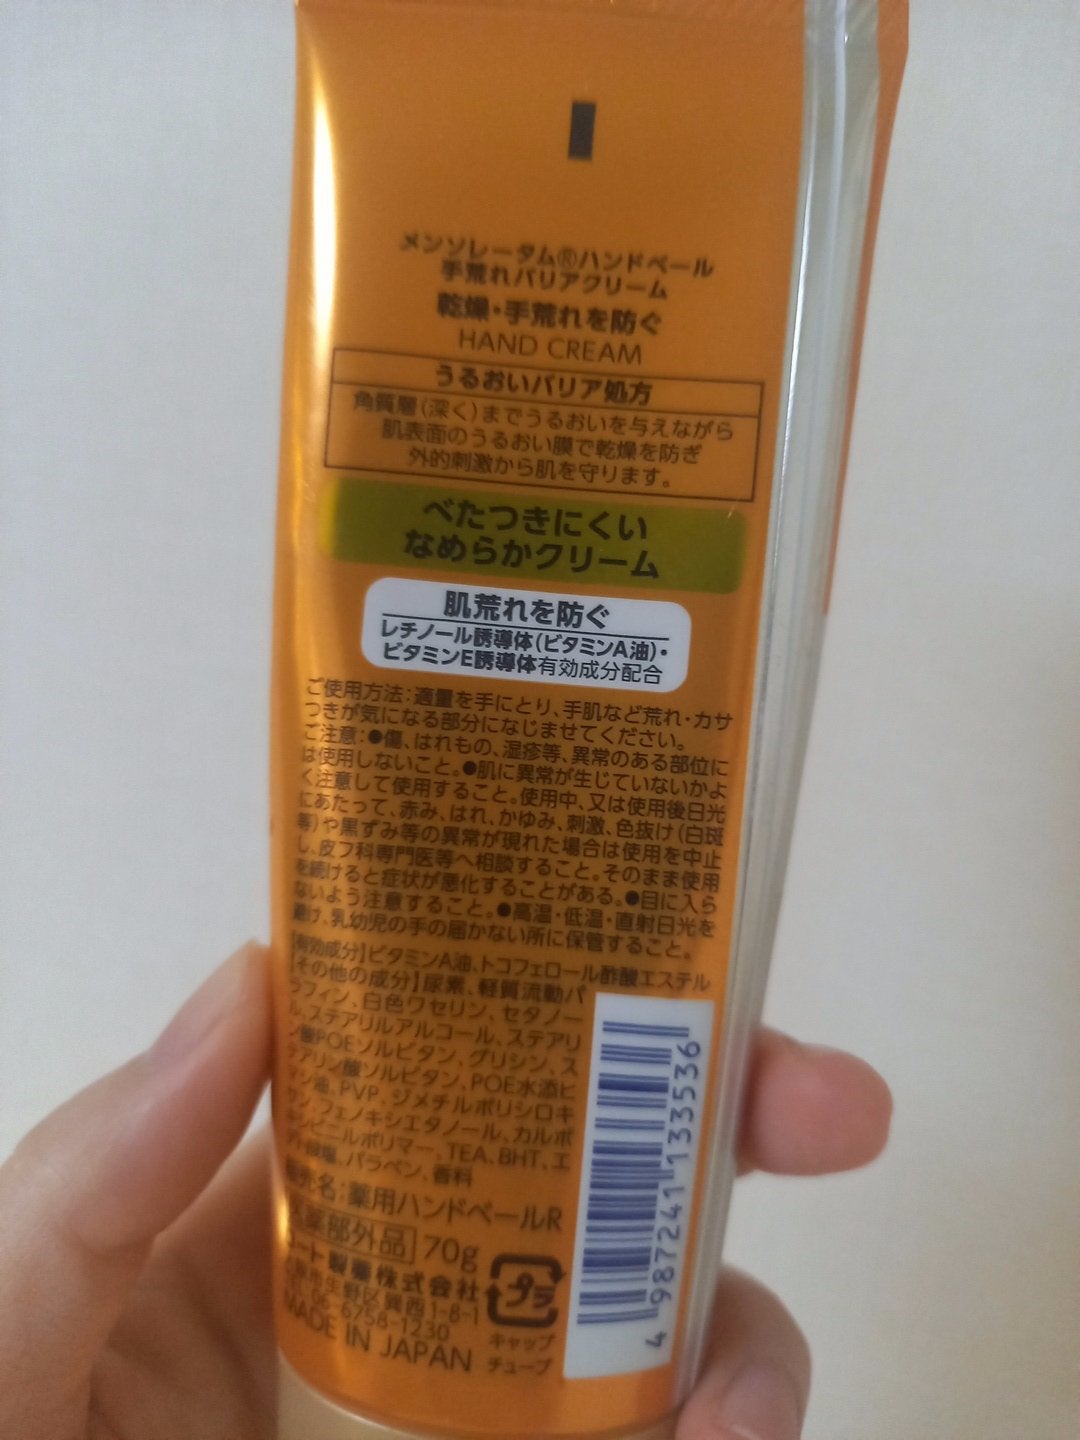 メンソレータム®ハンドベール
手荒れバリアクリーム
乾燥・手荒れを防ぐ
HAND CREAM
うるおいバリア処方
角質層(深く)までうるおいを与えながら
肌表面のうるおい膜で乾燥を防ぎ
外的刺激から肌を守ります。
べたつきにくい
なめらかクリーム
肌荒れを防ぐ
レチノール誘導体(ビタミンA油)・
ビタミンE誘導体有効成分配合
ご使用方法:適量を手にとり、手肌など荒れ・カサ
つきが気になる部分になじませてください。
ご注意:●傷、はれもの、湿疹等、異常のある部位に
は使用しないこと。●肌に異常が生じていないかよ
く注意して使用すること。使用中、又は使用後日光
にあたって、赤み、はれ、かゆみ、刺激、色抜け(白斑
等)や黒ずみ等の異常が現れた場合は使用を中止
し、皮フ科専門医等へ相談すること。そのまま使用
を続けると症状が悪化することがある。●目に入ら
ないよう注意すること。●高温・低温・直射日光を
避け、乳幼児の手の届かない所に保管すること。
【有効成分】ビタミンA油、トコフェロール酢酸エステル
【その他の成分】尿素、軽質流動パ
ラフィン、白色ワセリン、セタノー
ル、ステアリルアルコール、ステアリ
ン酸POEソルビタン、グリシン、ス
テアリン酸ソルビタン、POE水添ヒ
マシ油、PVP、ジメチルポリシロキ
サン、フェノキシエタノール、カルボ
キシビニルポリマー、TEA、BHT、エ
デト酸塩、パラベン、香料
販売名:薬用ハンドベールR
医薬部外品 70g
ロート製薬株式会社
大阪市生野区巽西1-8-1
TEL 06-6758-1230
MADE IN JAPAN
プラ
キャップ
チューブ
4 987241 133536